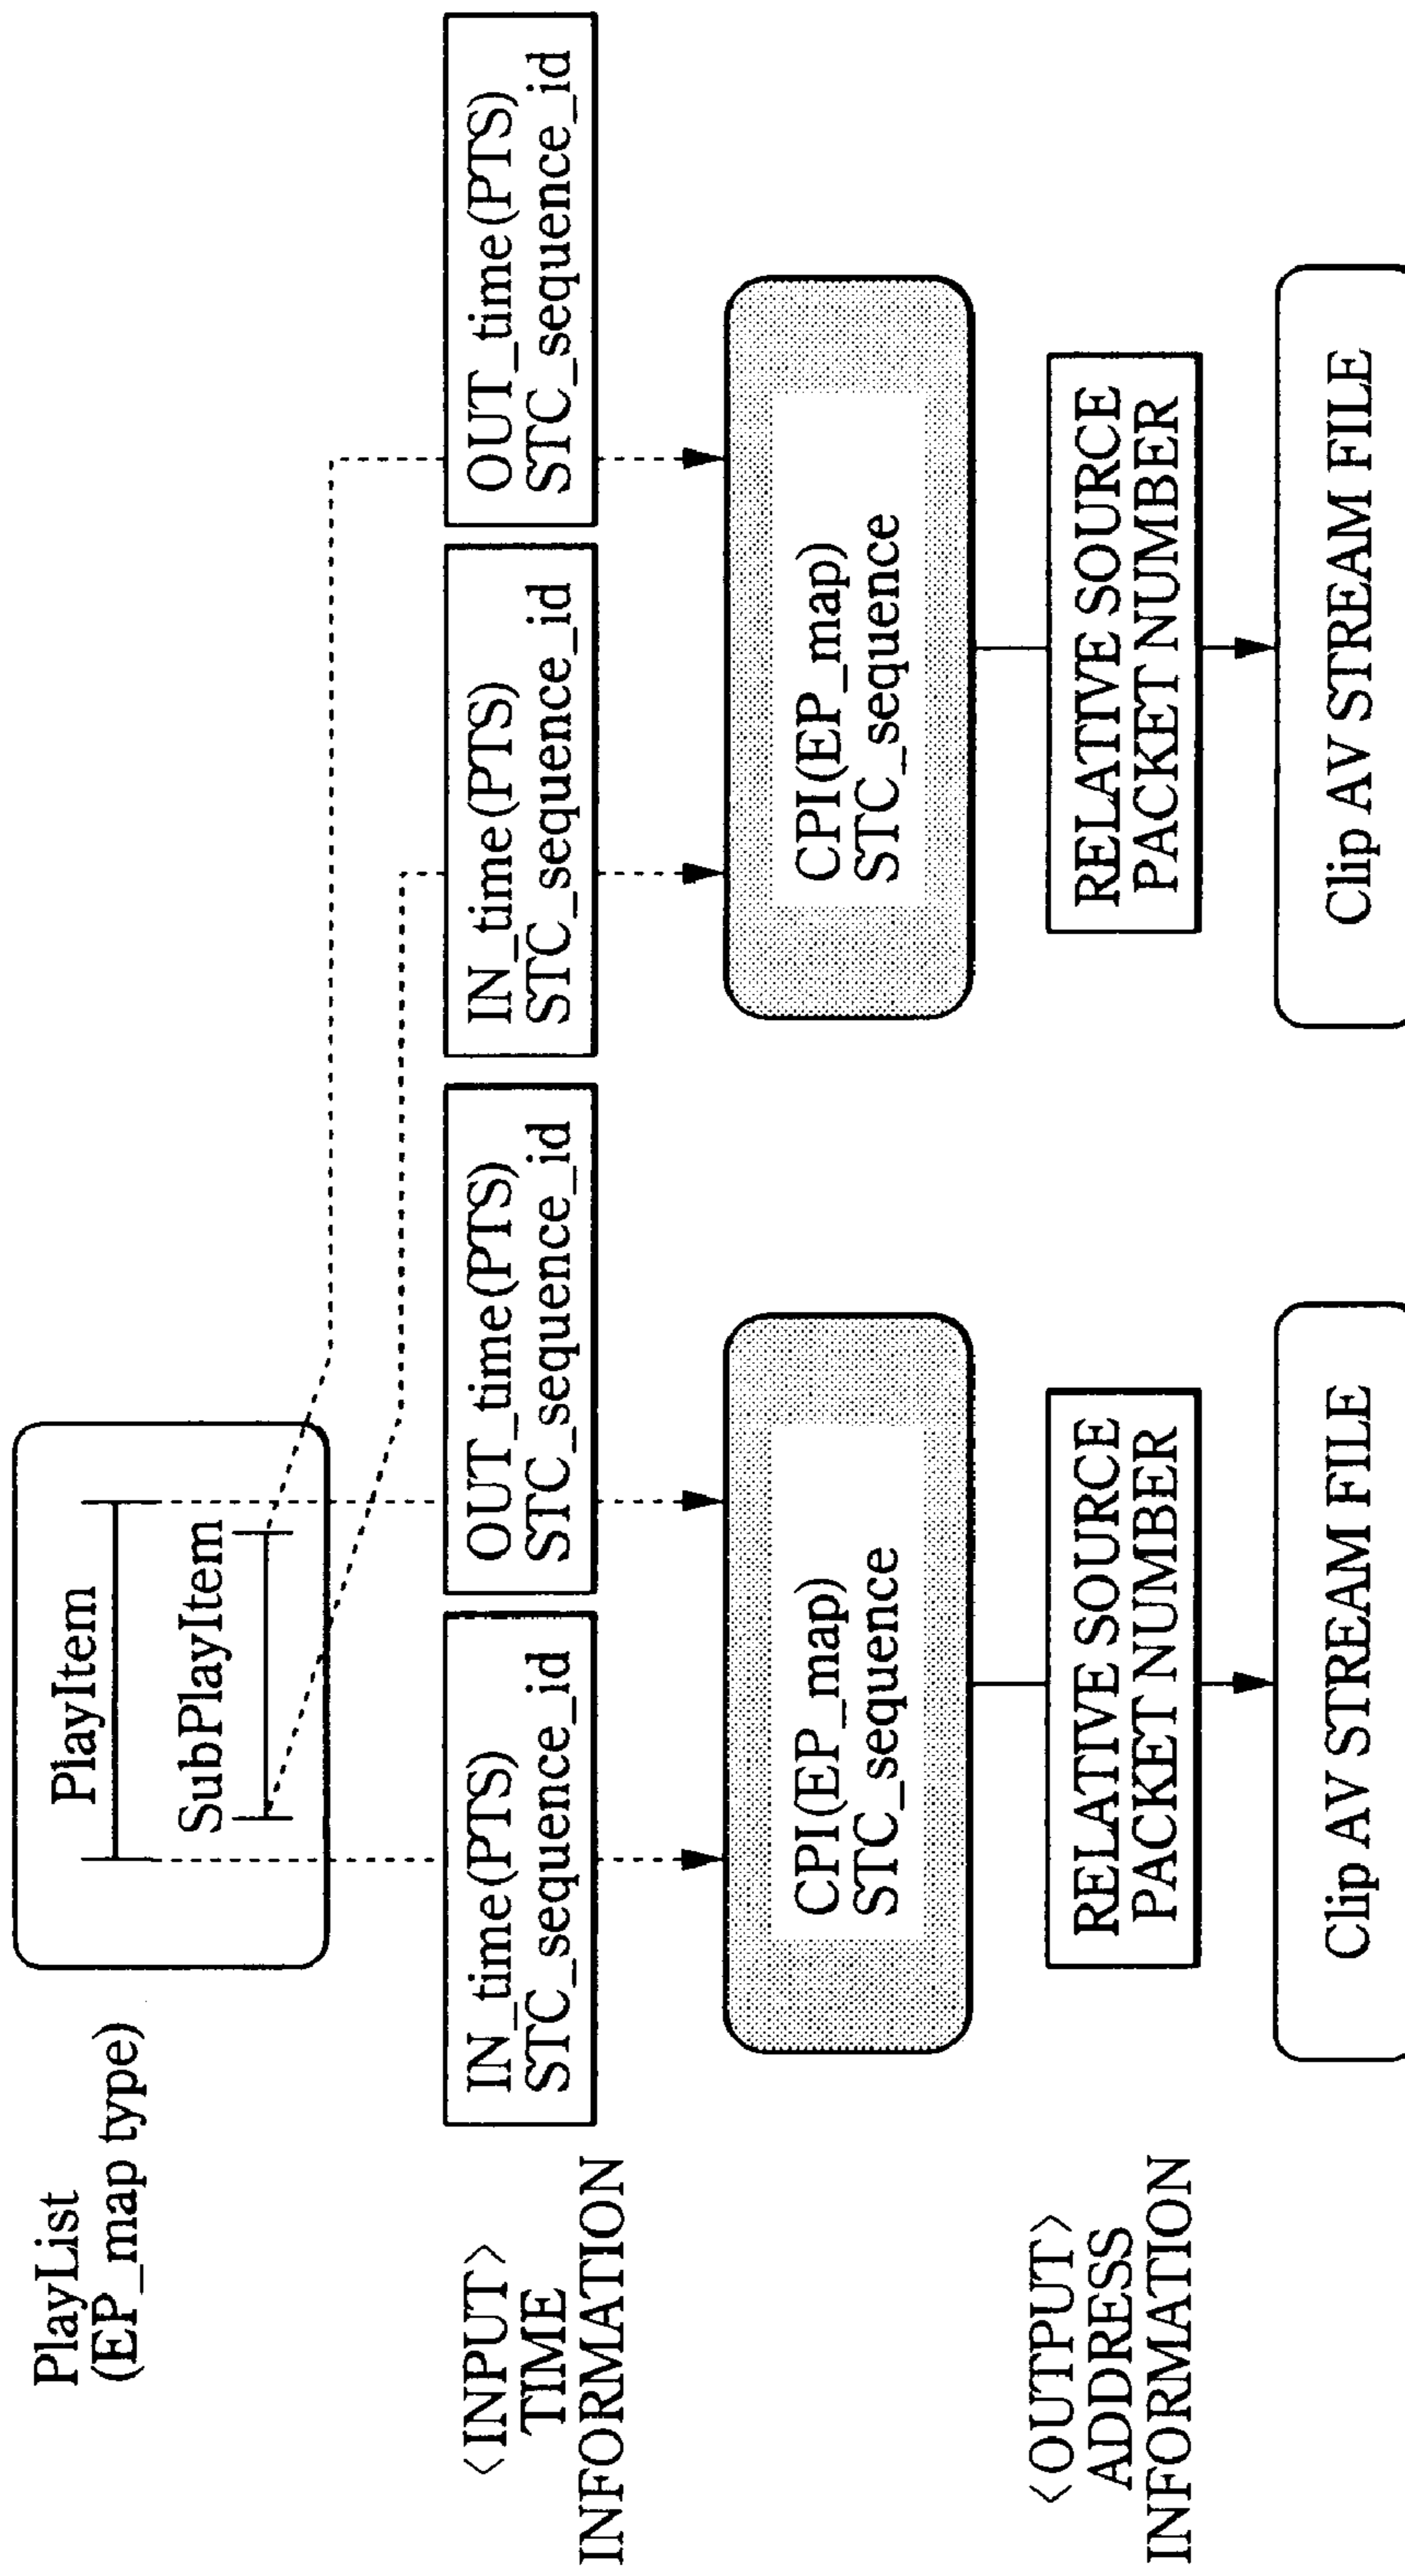 PlayList
(EP_map type)
PlayItem
SubPlayItem
<INPUT>
TIME
INFORMATION
IN_time(PTS)
STC_sequence_id
OUT_time(PTS)
STC_sequence_id
IN_time(PTS)
STC_sequence_id
OUT_time(PTS)
STC_sequence_id
CPI(EP_map)
STC_sequence
CPI(EP_map)
STC_sequence
<OUTPUT>
ADDRESS
INFORMATION
RELATIVE SOURCE
PACKET NUMBER
RELATIVE SOURCE
PACKET NUMBER
Clip AV STREAM FILE
Clip AV STREAM FILE